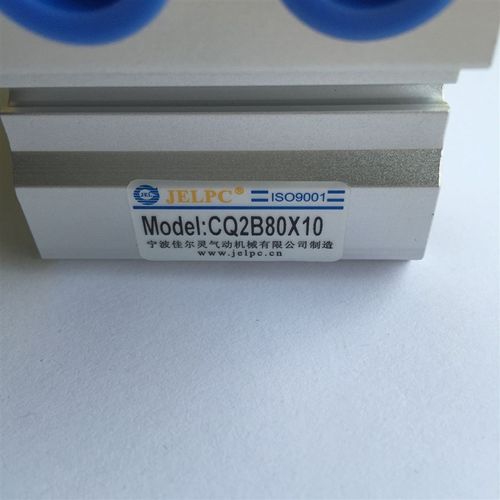 JEL JELPC® ISO9001
Model:CQ2B80X10
宁波佳尔灵气动机械有限公司制造
www.jelpc.cn